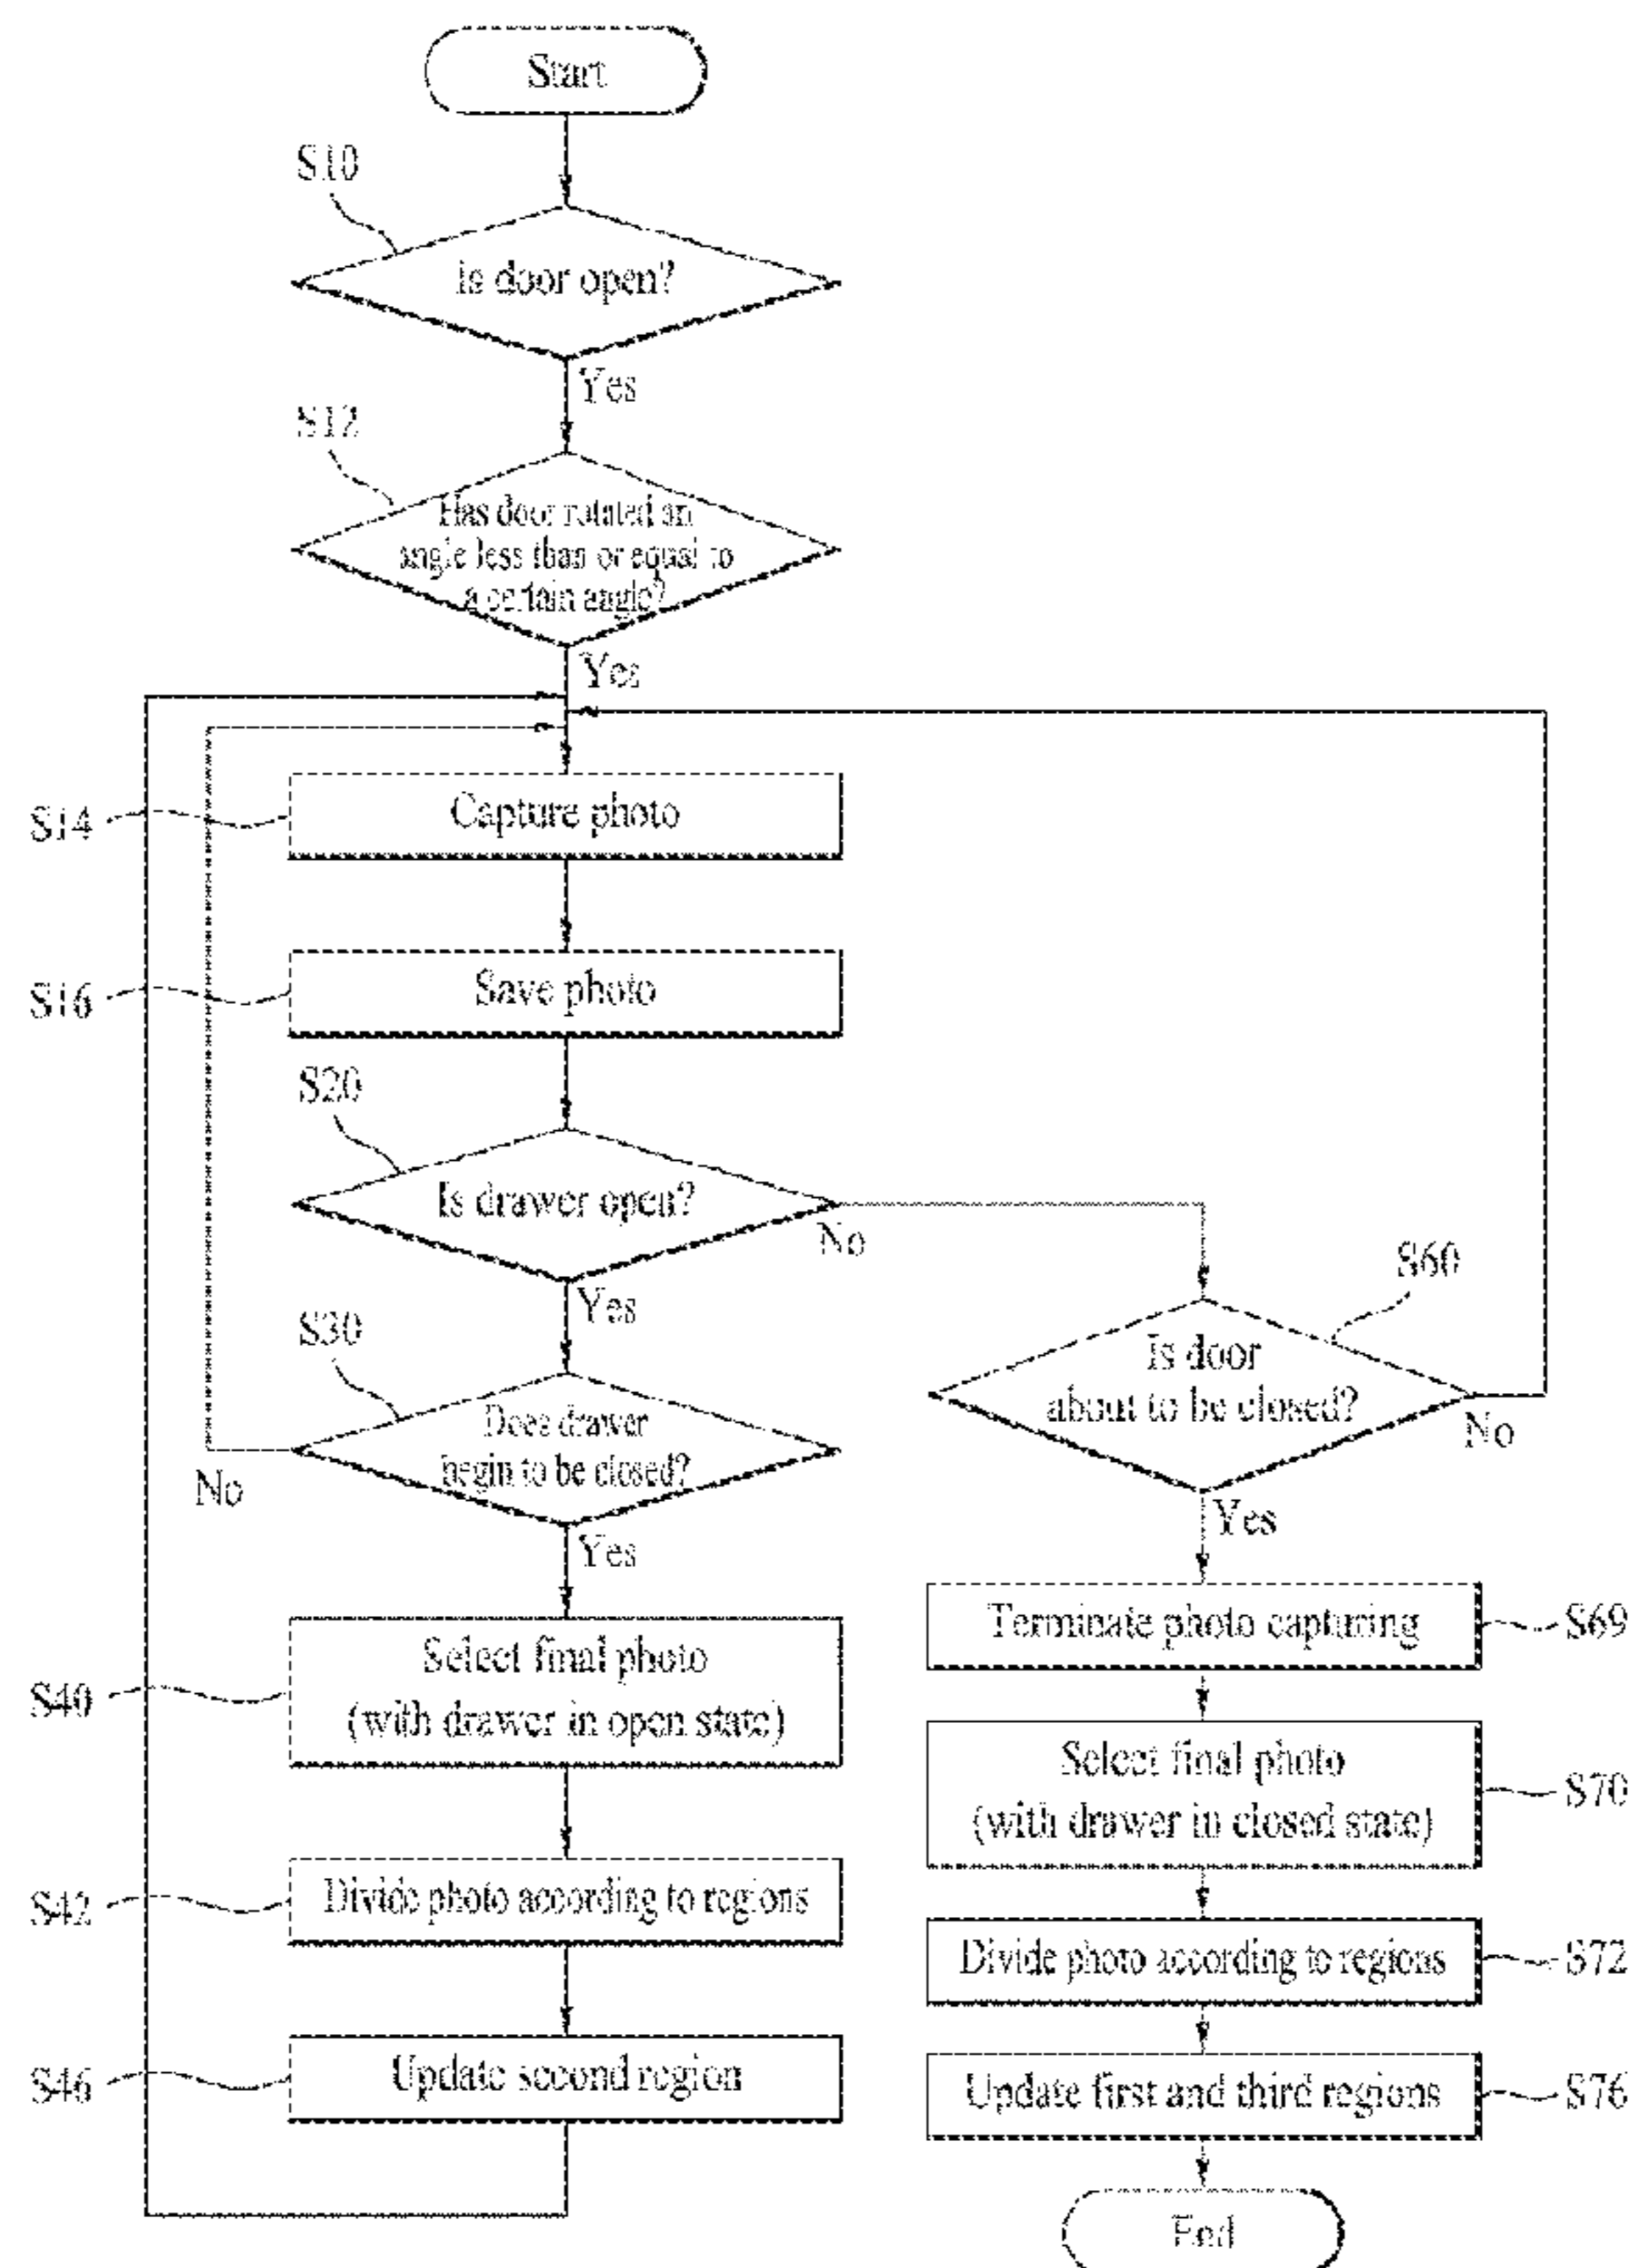 Start
S10
Is door open?
Yes
S12
Has door rotated an
angle less than or equal to
a certain angle?
Yes
S14
Capture photo
S16
Save photo
S20
Is drawer open?
No
Yes
S60
S30
Is door
about to be closed?
No
Does drawer
begin to be closed?
No
Yes
Yes
Terminate photo capturing
S69
S40
Select final photo
(with drawer in open state)
Select final photo
(with drawer in closed state)
S70
S42
Divide photo according to regions
Divide photo according to regions
S72
S46
Update second region
Update first and third regions
S76
End